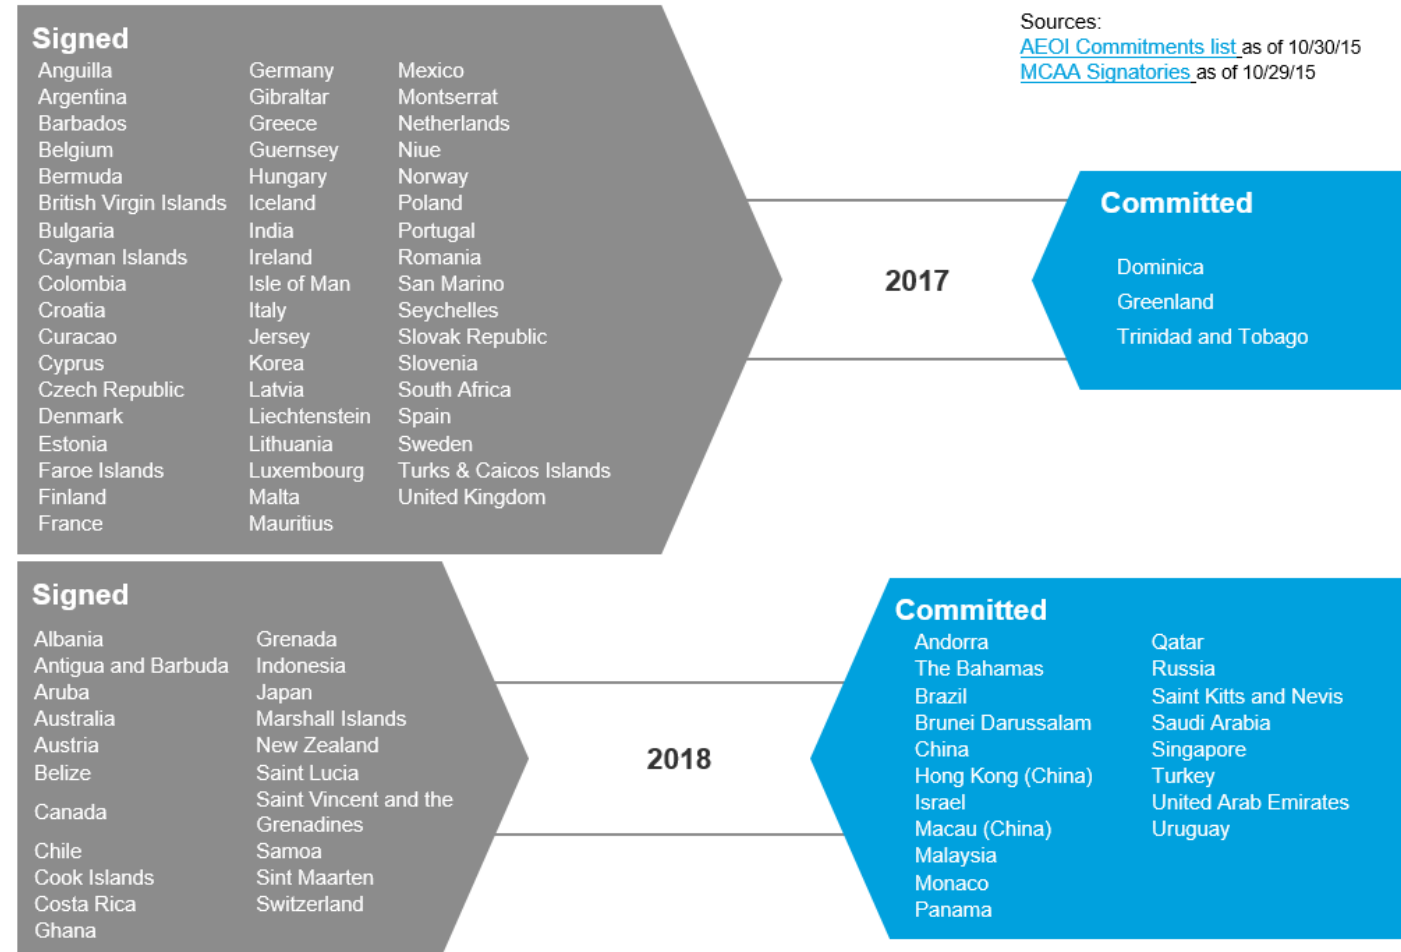 Signed
Anguilla
Argentina
Barbados
Belgium
Bermuda
British Virgin Islands
Bulgaria
Cayman Islands
Colombia
Croatia
Curacao
Cyprus
Czech Republic
Denmark
Estonia
Faroe Islands
Finland
France
Germany
Gibraltar
Greece
Guernsey
Hungary
Iceland
India
Ireland
Isle of Man
Italy
Jersey
Korea
Latvia
Liechtenstein
Lithuania
Luxembourg
Malta
Mauritius
Mexico
Montserrat
Netherlands
Niue
Norway
Poland
Portugal
Romania
San Marino
Seychelles
Slovak Republic
Slovenia
South Africa
Spain
Sweden
Turks & Caicos Islands
United Kingdom
Sources:
AEOI Commitments list as of 10/30/15
MCAA Signatories as of 10/29/15
2017
Committed
Dominica
Greenland
Trinidad and Tobago
Signed
Albania
Antigua and Barbuda
Aruba
Australia
Austria
Belize
Canada
Chile
Cook Islands
Costa Rica
Ghana
Grenada
Indonesia
Japan
Marshall Islands
New Zealand
Saint Lucia
Saint Vincent and the
Grenadines
Samoa
Sint Maarten
Switzerland
2018
Committed
Andorra
The Bahamas
Brazil
Brunei Darussalam
China
Hong Kong (China)
Israel
Macau (China)
Malaysia
Monaco
Panama
Qatar
Russia
Saint Kitts and Nevis
Saudi Arabia
Singapore
Turkey
United Arab Emirates
Uruguay